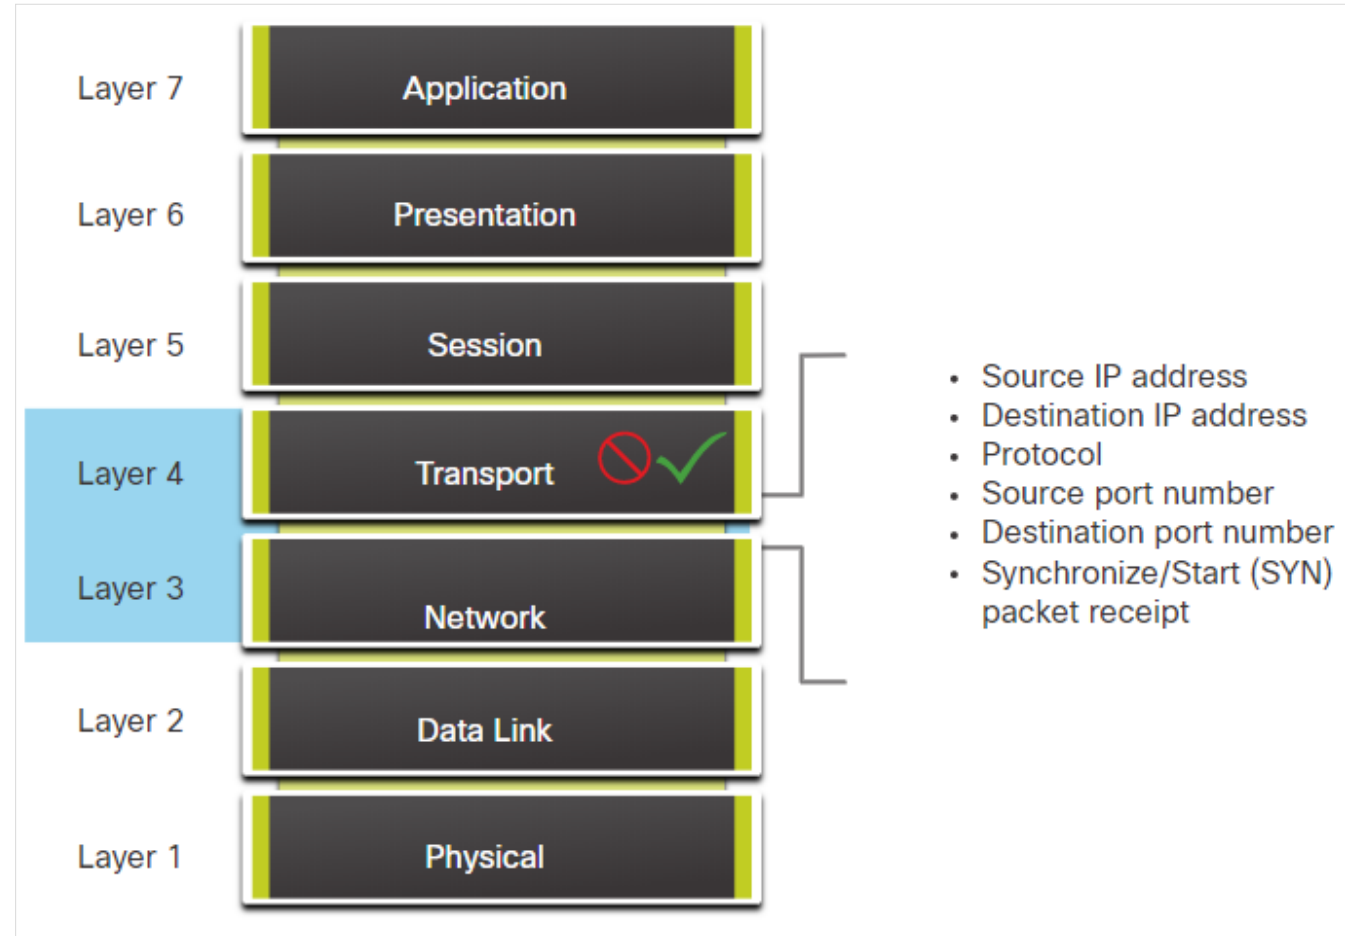 Layer 7
Application
Layer 6
Presentation
Layer 5
Session
Layer 4
Transport
Layer 3
Network
Layer 2
Data Link
Layer 1
Physical
• Source IP address
• Destination IP address
• Protocol
• Source port number
• Destination port number
• Synchronize/Start (SYN)
packet receipt